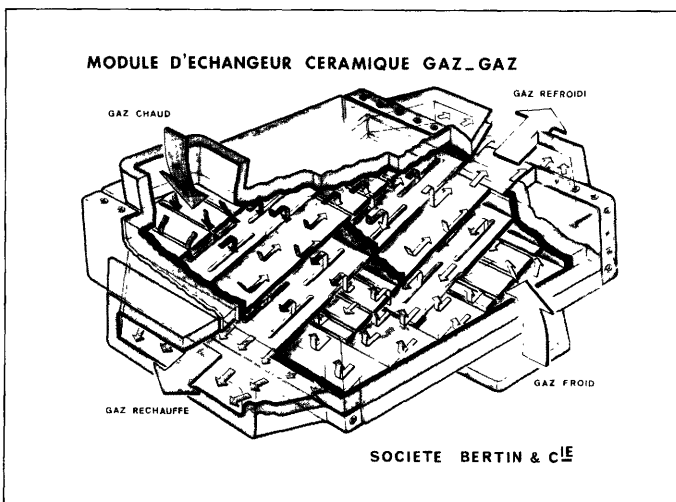 MODULE D'ECHANGEUR CERAMIQUE GAZ_GAZ
GAZ REFROIDI
GAZ CHAUD
GAZ FROID
GAZ RECHAUFFE
SOCIETE BERTIN & CIE